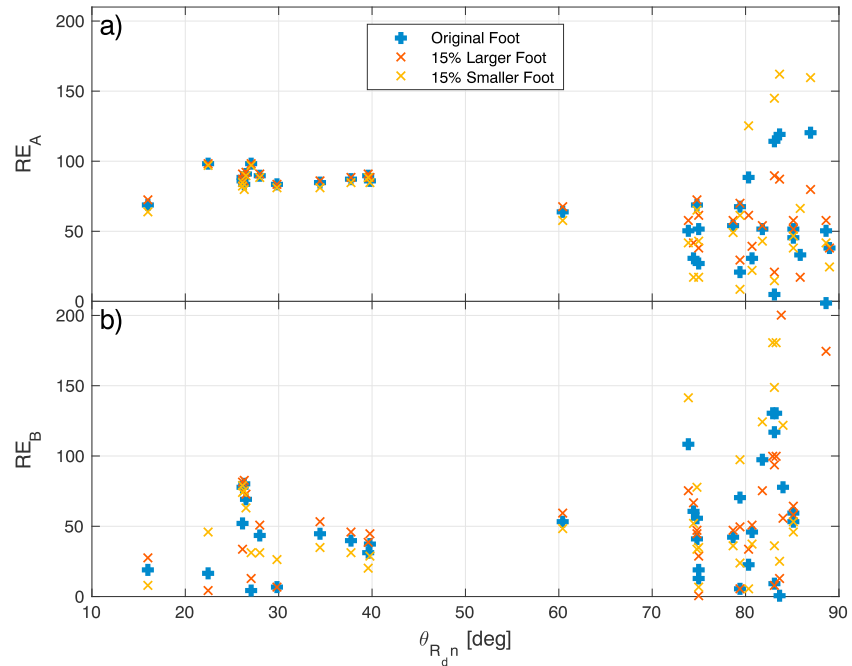 a)
Original Foot
15% Larger Foot
15% Smaller Foot
RE_A
200
150
100
50
0
b)
RE_B
200
150
100
50
0
10 20 30 40 50 60 70 80 90
θ_{R_d n} [deg]